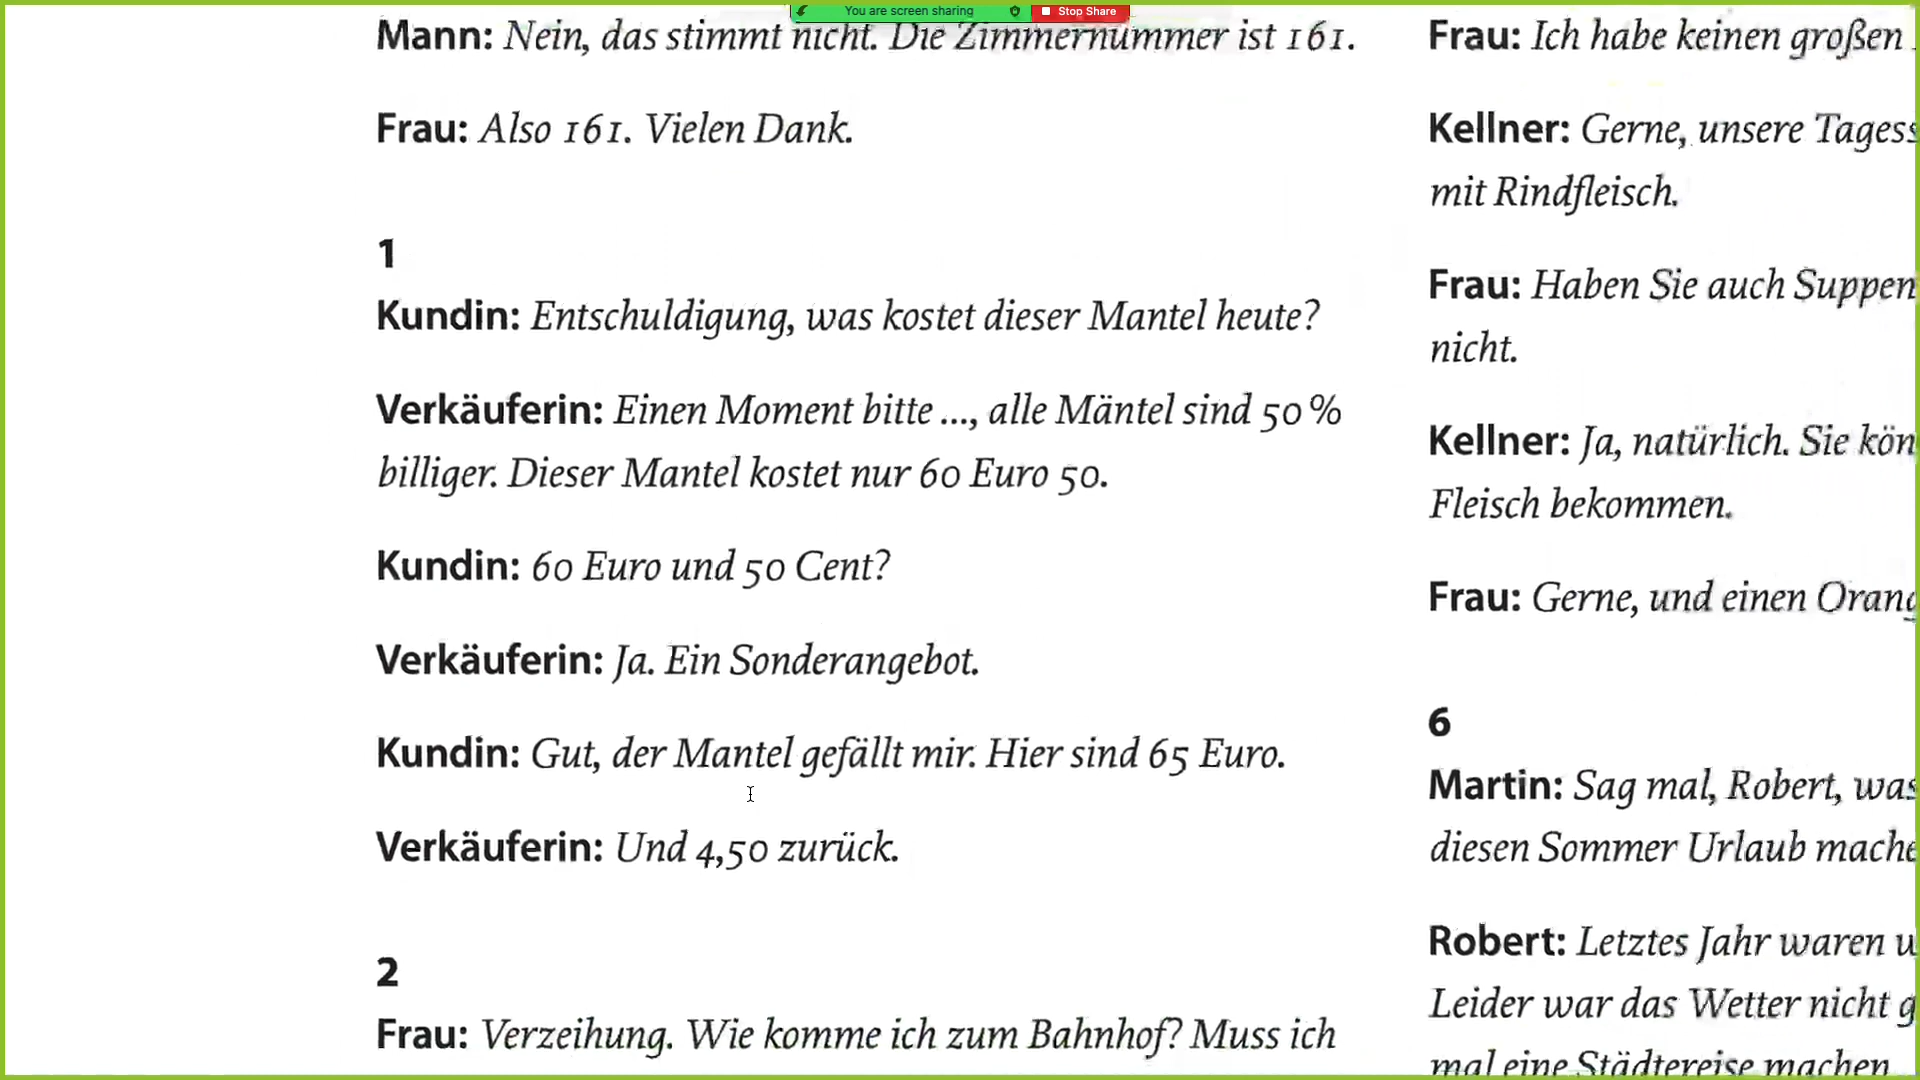 You are screen sharing
Stop Share
Mann: Nein, das stimmt nicht. Die Zimmernummer ist 161.
Frau: Also 161. Vielen Dank.
1
Kundin: Entschuldigung, was kostet dieser Mantel heute?
Verkäuferin: Einen Moment bitte ..., alle Mäntel sind 50 %
billiger. Dieser Mantel kostet nur 60 Euro 50.
Kundin: 60 Euro und 50 Cent?
Verkäuferin: Ja. Ein Sonderangebot.
Kundin: Gut, der Mantel gefällt mir. Hier sind 65 Euro.
Verkäuferin: Und 4,50 zurück.
2
Frau: Verzeihung. Wie komme ich zum Bahnhof? Muss ich
Frau: Ich habe keinen großen
Kellner: Gerne, unsere Tagess
mit Rindfleisch.
Frau: Haben Sie auch Suppen
nicht.
Kellner: Ja, natürlich. Sie kön
Fleisch bekommen.
Frau: Gerne, und einen Orang
6
Martin: Sag mal, Robert, was
diesen Sommer Urlaub mache
Robert: Letztes Jahr waren w
Leider war das Wetter nicht g
mal eine Städtereise machen